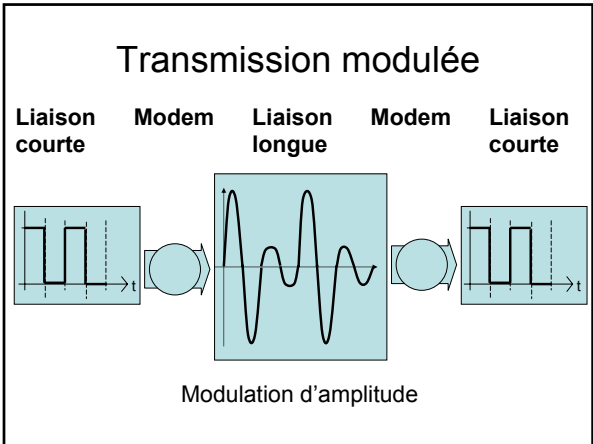 Transmission modulée
Liaison courte
Modem
Liaison longue
Modem
Liaison courte
t
t
Modulation d’amplitude